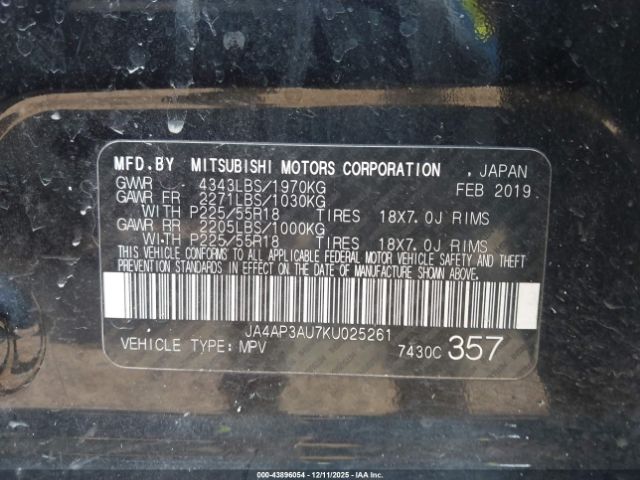 MFD.BY MITSUBISHI MOTORS CORPORATION , JAPAN
GVWR 4343LBS/1970KG FEB 2019
GAWR FR 2271LBS/1030KG
WITH P225/55R18 TIRES 18X7.0J RIMS
GAWR RR 2205LBS/1000KG
WITH P225/55R18 TIRES 18X7.0J RIMS
THIS VEHICLE CONFORMS TO ALL APPLICABLE FEDERAL MOTOR VEHICLE SAFETY AND THEFT
PREVENTION STANDARDS IN EFFECT ON THE DATE OF MANUFACTURE SHOWN ABOVE.
JA4AP3AU7KU025261
VEHICLE TYPE: MPV 7430C 357
000-43896054 | 12/11/2025 - IAAI.CA